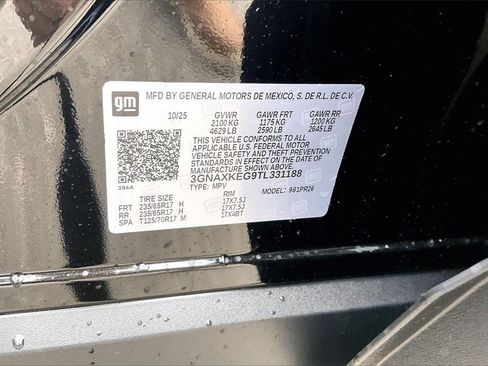 gm
MFD BY GENERAL MOTORS DE MEXICO, S. DE R.L. DE C.V.
10/25 GVWR GAWR FRT GAWR RR
2100 KG 1175 KG 1200 KG
4629 LB 2590 LB 2645 LB
THIS VEHICLE CONFORMS TO ALL
APPLICABLE U.S. FEDERAL MOTOR
VEHICLE SAFETY AND THEFT
PREVENTION STANDARDS IN EFFECT
ON THE DATE OF MANUFACTURE
SHOWN ABOVE.
3GNAXKEG9TL331188
384A TYPE: MPV MODEL: 981PR26
TIRE SIZE RIM
FRT 235/65R17 H 17X7.5J
RR 235/65R17 H 17X7.5J
SPA T125/70R17 M 17X4BT